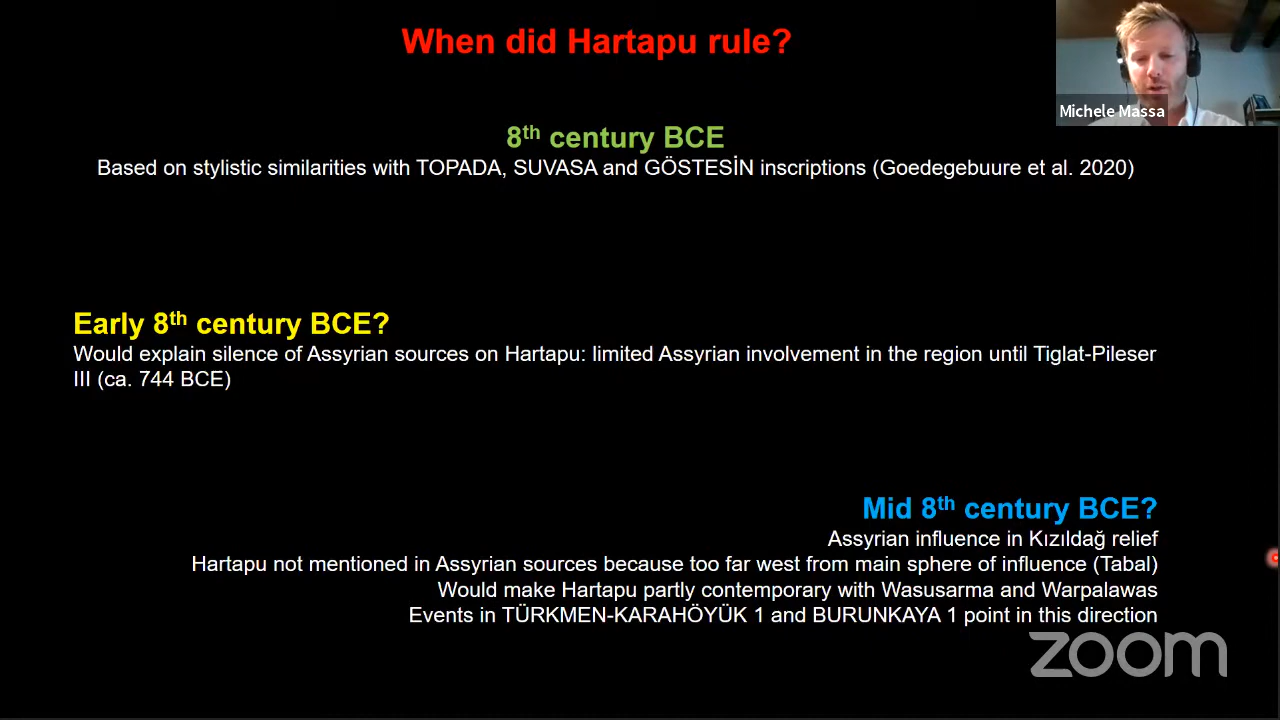 When did Hartapu rule?
Michele Massa
8th century BCE
Based on stylistic similarities with TOPADA, SUVASA and GÖSTESİN inscriptions (Goedegebuure et al. 2020)
Early 8th century BCE?
Would explain silence of Assyrian sources on Hartapu: limited Assyrian involvement in the region until Tiglat-Pileser
III (ca. 744 BCE)
Mid 8th century BCE?
Assyrian influence in Kızıldağ relief
Hartapu not mentioned in Assyrian sources because too far west from main sphere of influence (Tabal)
Would make Hartapu partly contemporary with Wasusarma and Warpalawas
Events in TÜRKMEN-KARAHÖYÜK 1 and BURUNKAYA 1 point in this direction
zoom